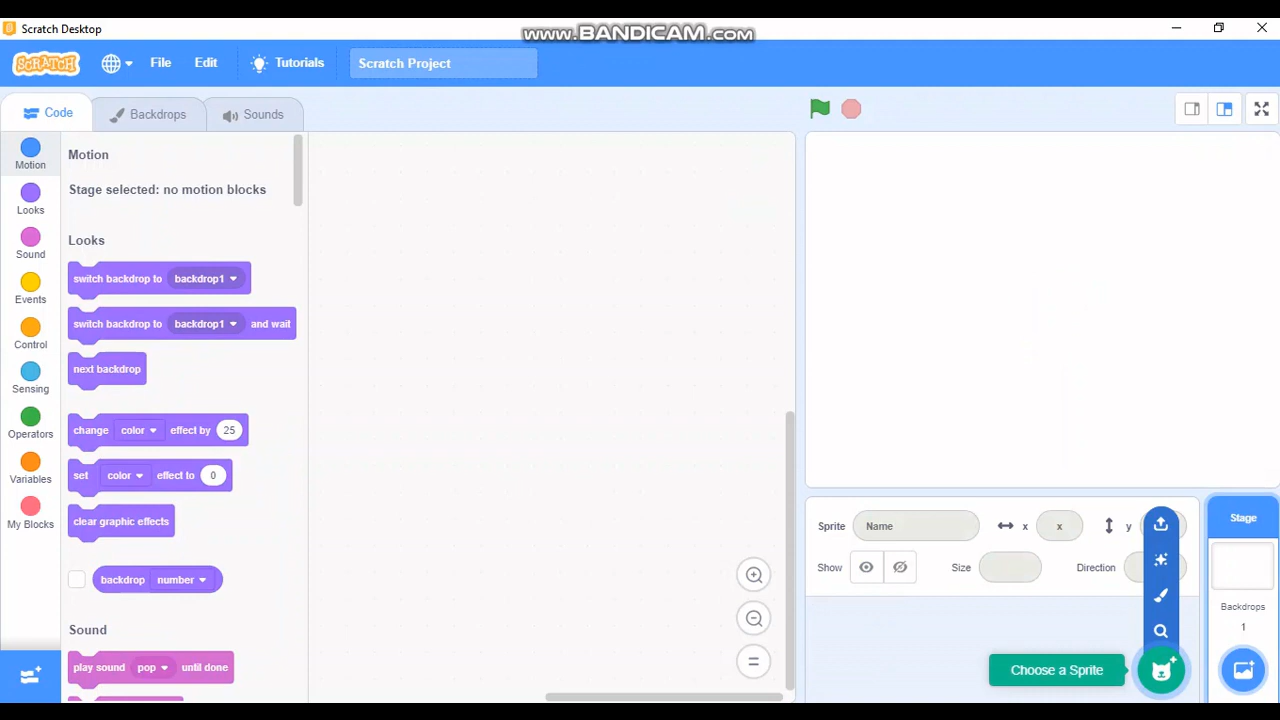 Scratch Desktop
www.BANDICAM.com
SCRATCH
File
Edit
Tutorials
Scratch Project
Code
Backdrops
Sounds
Motion
Looks
Sound
Events
Control
Sensing
Operators
Variables
My Blocks
Motion
Stage selected: no motion blocks
Looks
switch backdrop to backdrop1
switch backdrop to backdrop1 and wait
next backdrop
change color effect by 25
set color effect to 0
clear graphic effects
backdrop number
Sound
play sound pop until done
Sprite Name x x y
Show Size Direction
Choose a Sprite
Stage
Backdrops
1